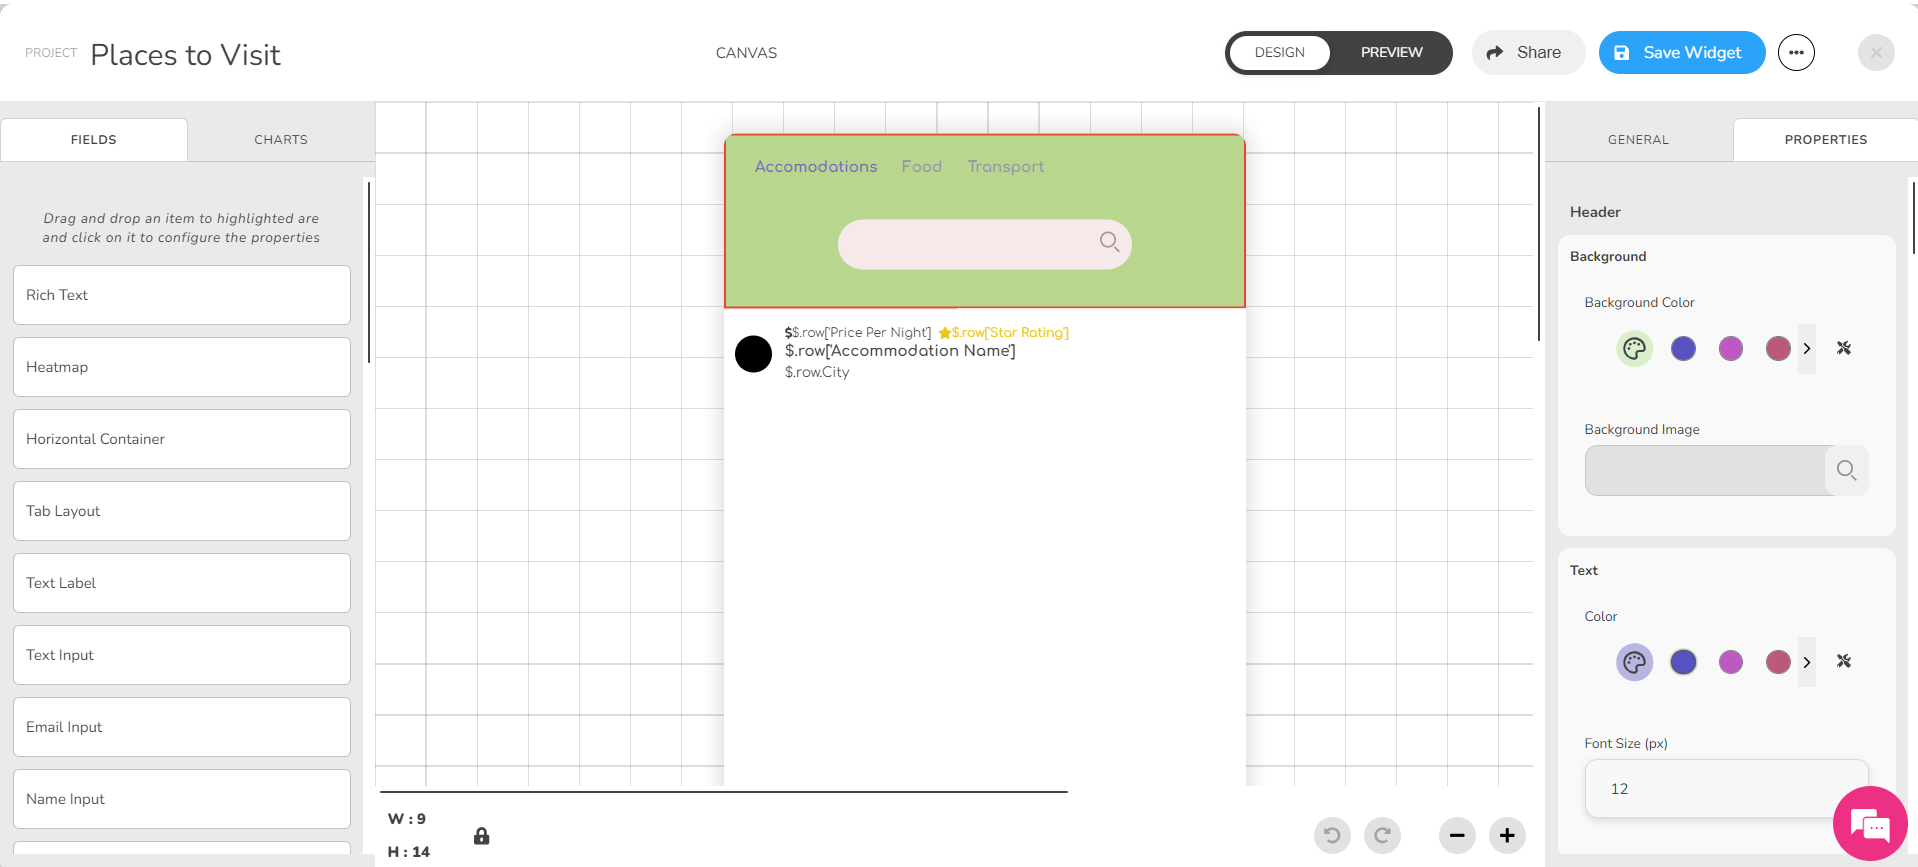 PROJECT Places to Visit
CANVAS
DESIGN PREVIEW
Share
Save Widget
FIELDS CHARTS
Drag and drop an item to highlighted are
and click on it to configure the properties
Rich Text
Heatmap
Horizontal Container
Tab Layout
Text Label
Text Input
Email Input
Name Input
Accomodations Food Transport
$$.row['Price Per Night'] $.row['Star Rating']
$.row['Accommodation Name']
$.row.City
W : 9
H : 14
GENERAL PROPERTIES
Header
Background
Background Color
Background Image
Text
Color
Font Size (px)
12